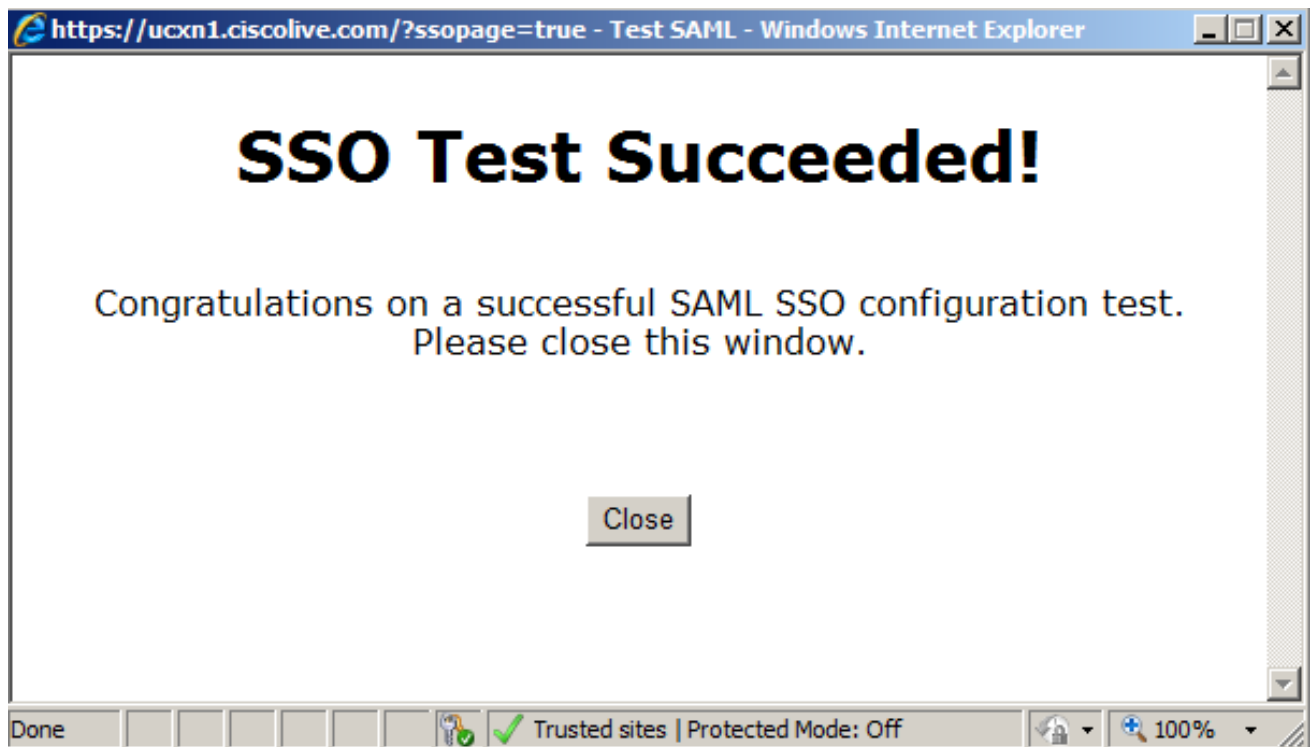 https://ucxn1.ciscolive.com/?ssopage=true - Test SAML - Windows Internet Explorer
SSO Test Succeeded!
Congratulations on a successful SAML SSO configuration test.
Please close this window.
Close
Done
Trusted sites | Protected Mode: Off
100%